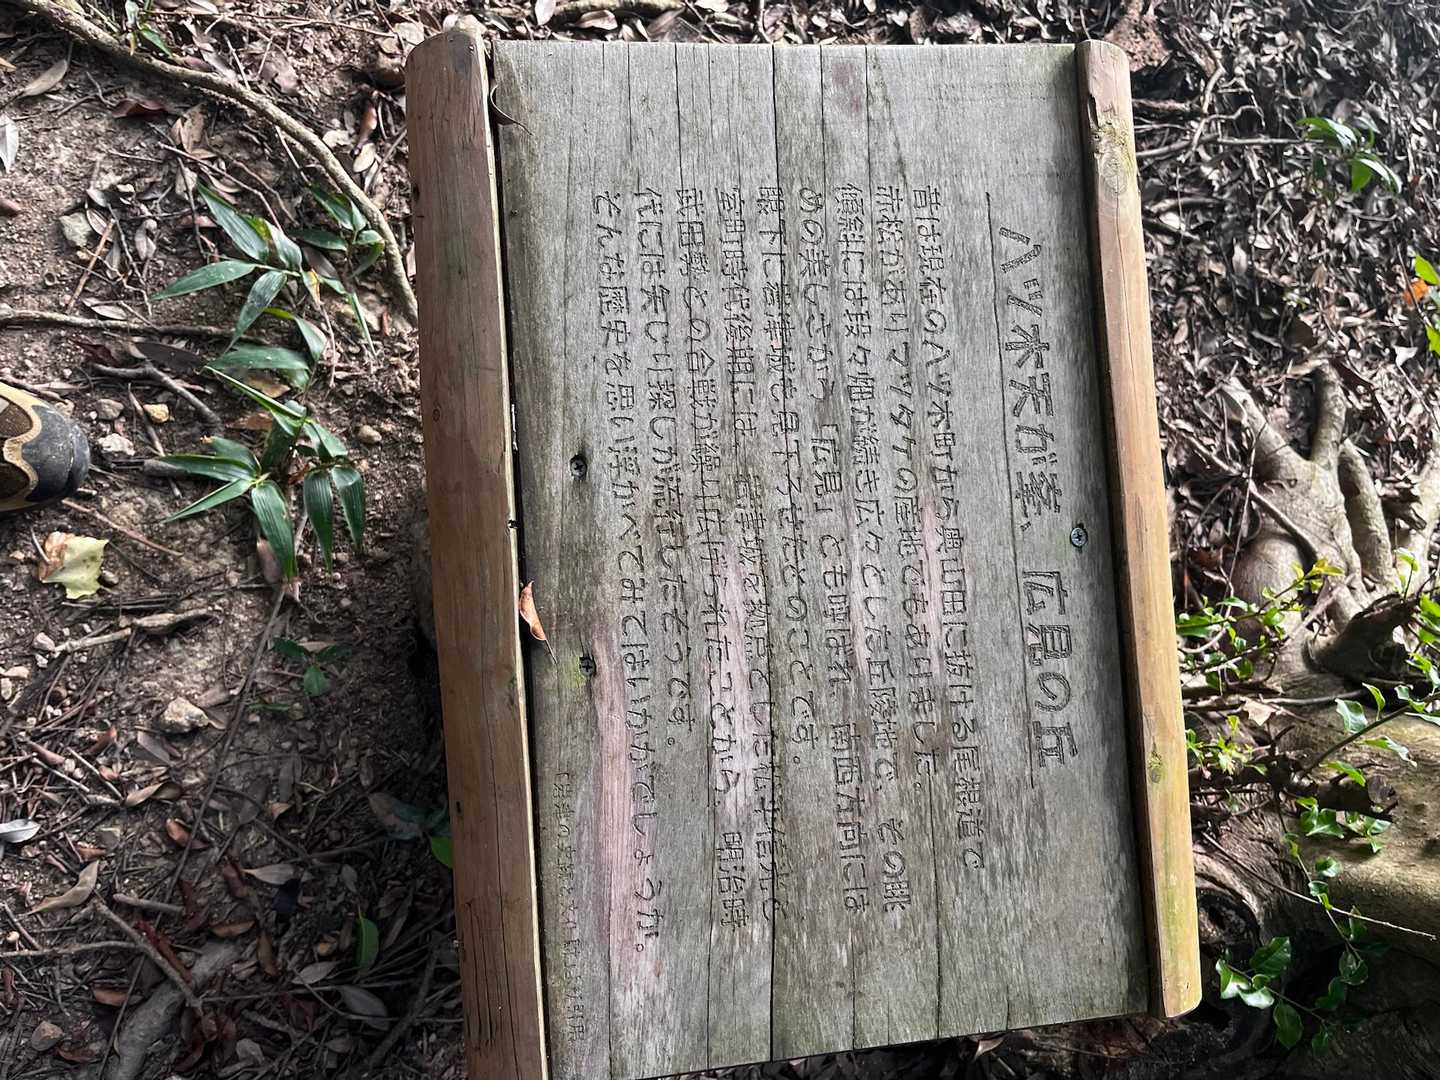 八ツ木天が峯、広見の丘
昔は現在の八ツ木町から奥山田に抜ける尾根道で
赤松がありマツタケの産地でもありました。
傾斜には段々畑が続き広々とした丘陵地で、その眺
めの美しさから「広見」とも呼ばれ、南西方向には
眼下に岩津城も見下ろせたとのことです。
室町時代後期には、岩津城を拠点とした松平信光と
武田勢との合戦が繰り広げられたことから、明治時
代には矢じり探しが流行したそうです。
そんな歴史を思い浮かべてみてはいかがでしょうか。